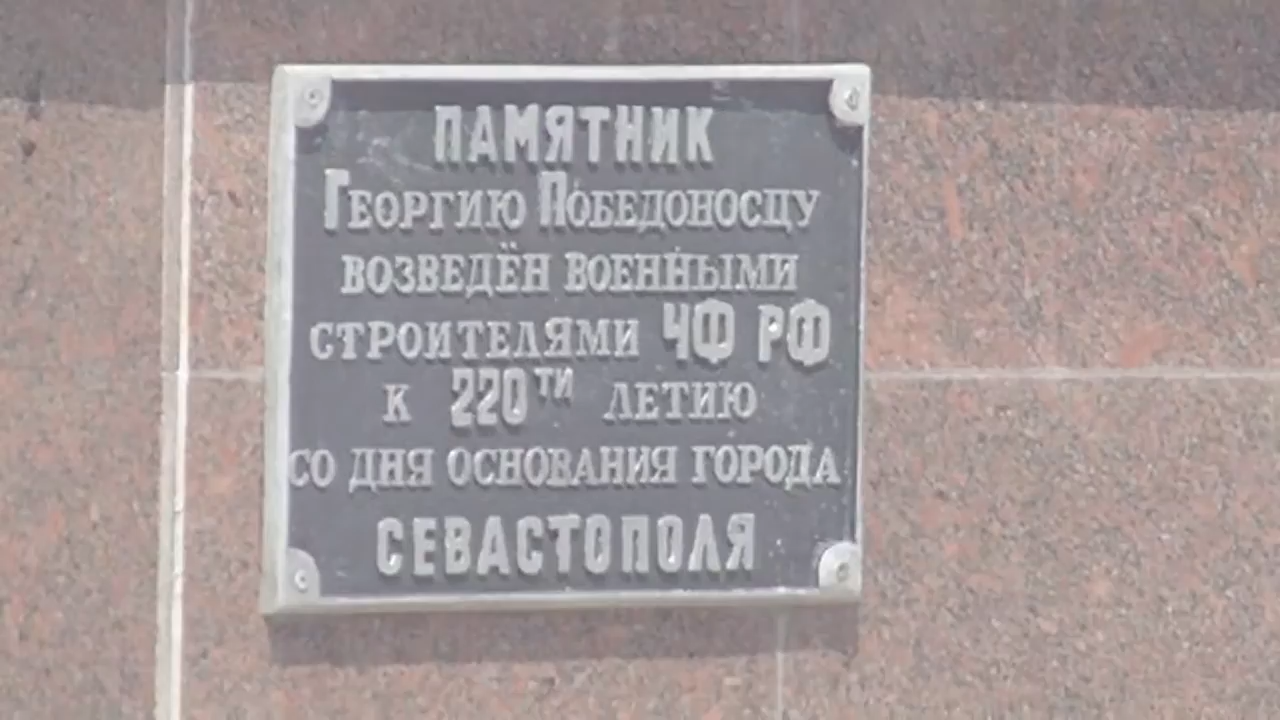 ПАМЯТНИК
ГЕОРГИЮ ПОБЕДОНОСЦУ
ВОЗВЕДЁН ВОЕННЫМИ
СТРОИТЕЛЯМИ ЧФ РФ
К 220ТИ ЛЕТИЮ
СО ДНЯ ОСНОВАНИЯ ГОРОДА
СЕВАСТОПОЛЯ